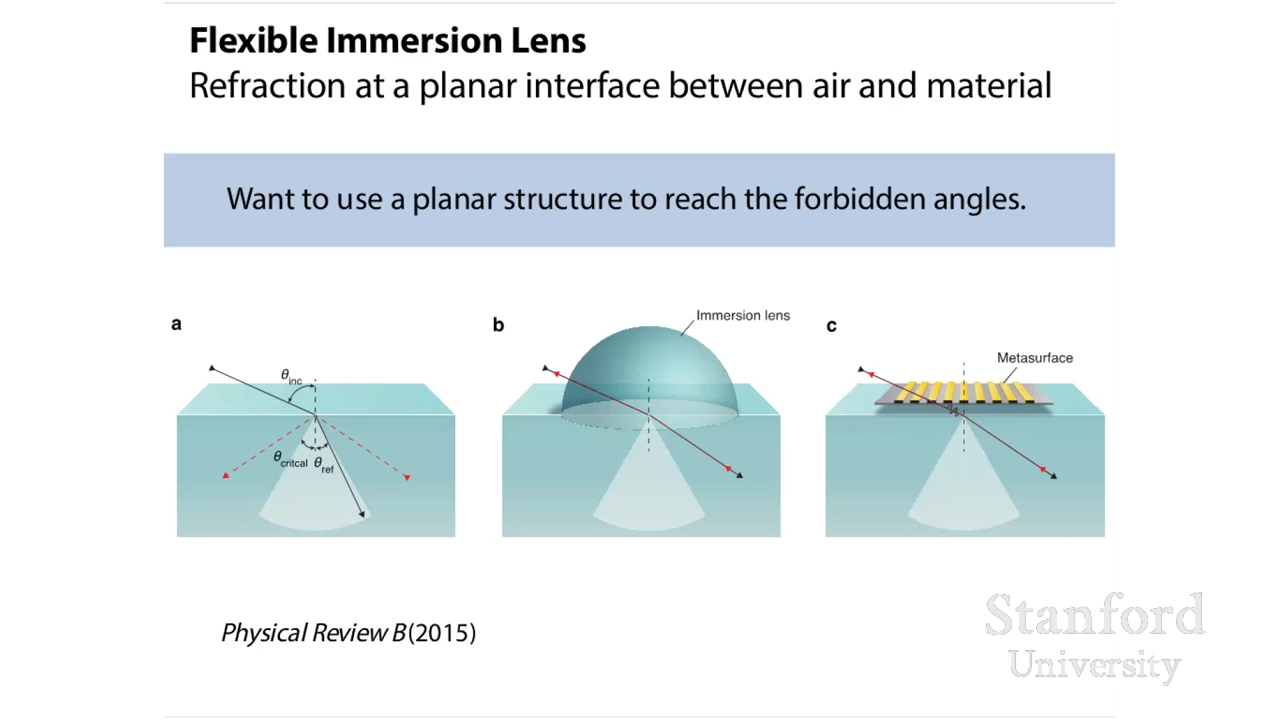 Flexible Immersion Lens
Refraction at a planar interface between air and material
Want to use a planar structure to reach the forbidden angles.
a
θinc
θcritcal θref
b
Immersion lens
c
Metasurface
Physical Review B (2015)
Stanford
University